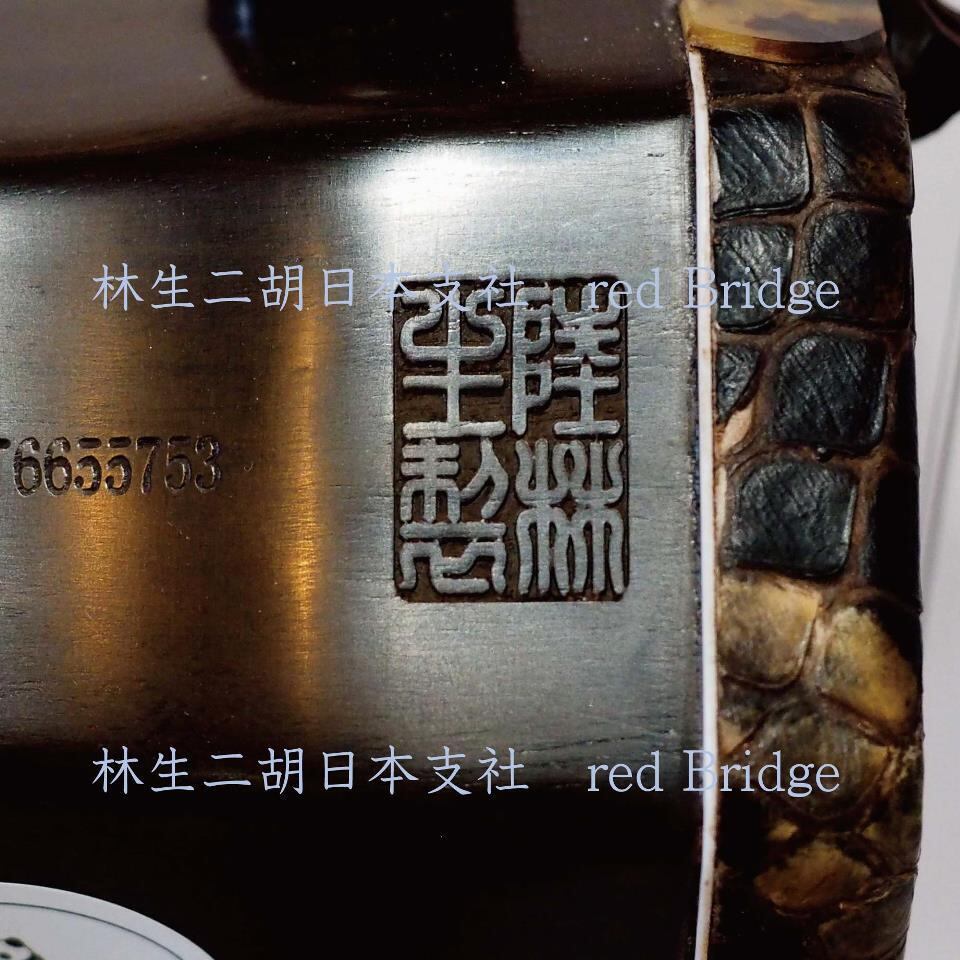 林生二胡日本支社 red Bridge
陸林
生製
6655753
林生二胡日本支社 red Bridge